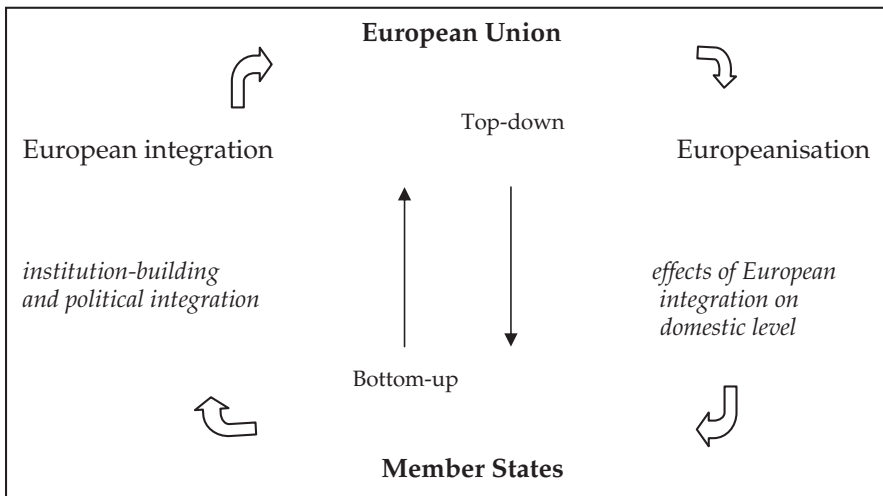 European Union
Top-down
European integration
Europeanisation
institution-building
and political integration
effects of European
integration on
domestic level
Bottom-up
Member States